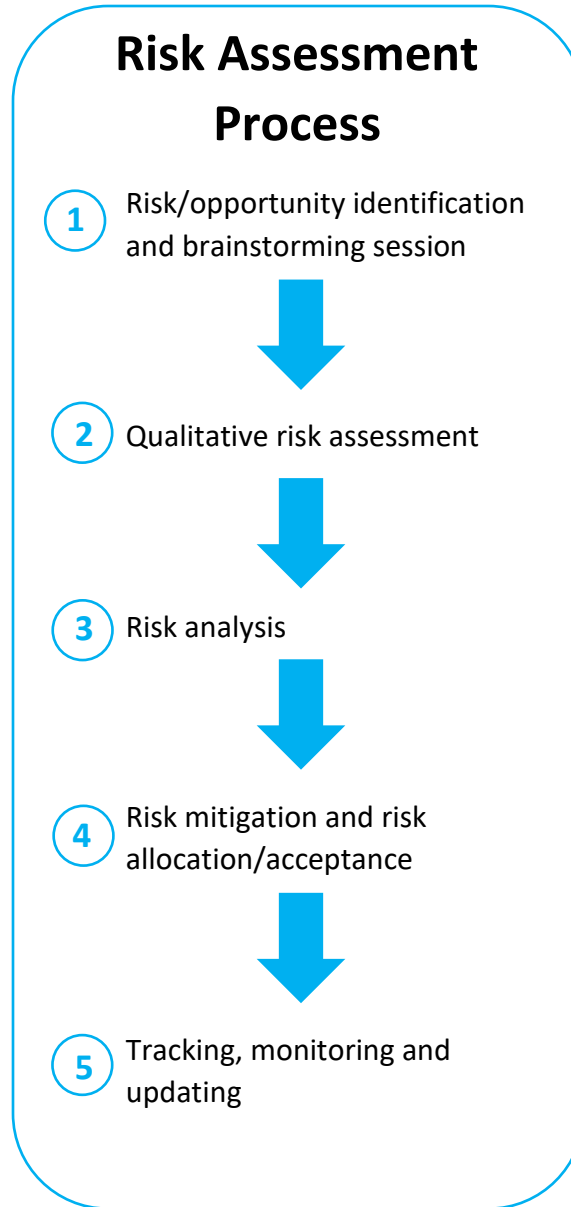 Risk Assessment
Process
1
Risk/opportunity identification
and brainstorming session
2
Qualitative risk assessment
3
Risk analysis
4
Risk mitigation and risk
allocation/acceptance
5
Tracking, monitoring and
updating